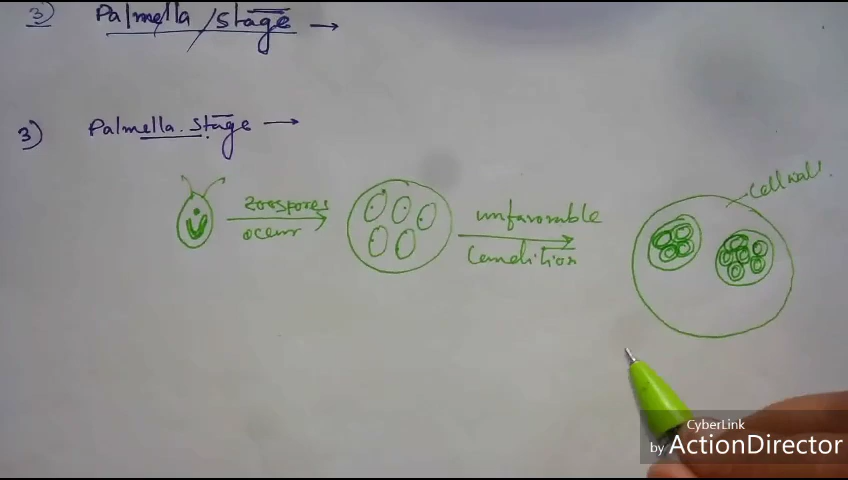 3) Palmella /stage →
3) Palmella. Stage →
Cell wall.
zoospores
occur
unfavorable
Condition
CyberLink
by ActionDirector